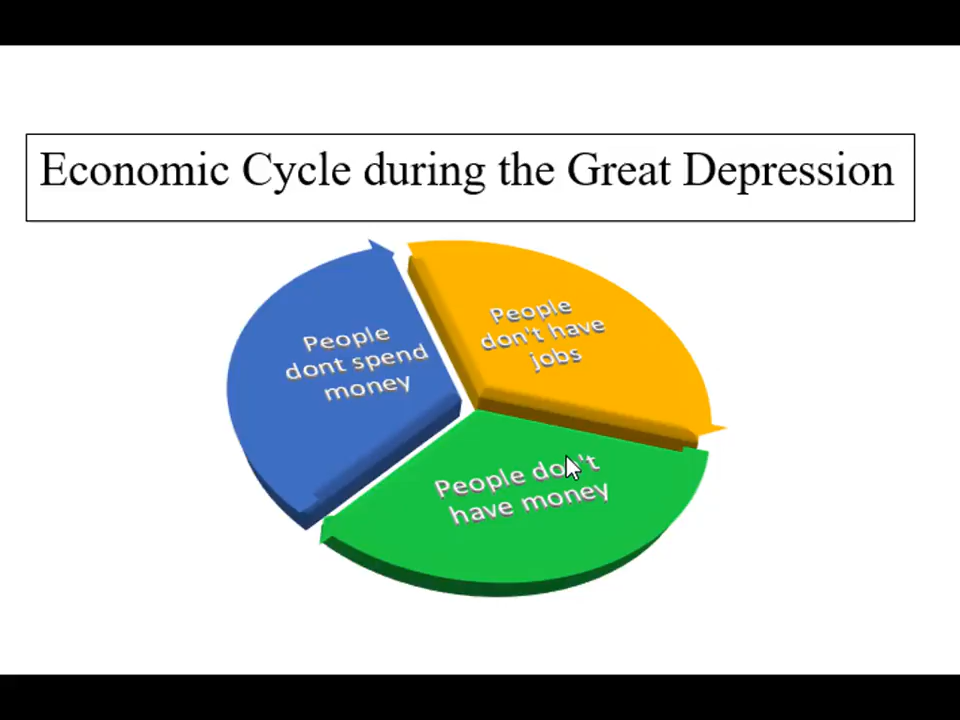 Economic Cycle during the Great Depression
People
don't have
jobs
People
dont spend
money
People don't
have money